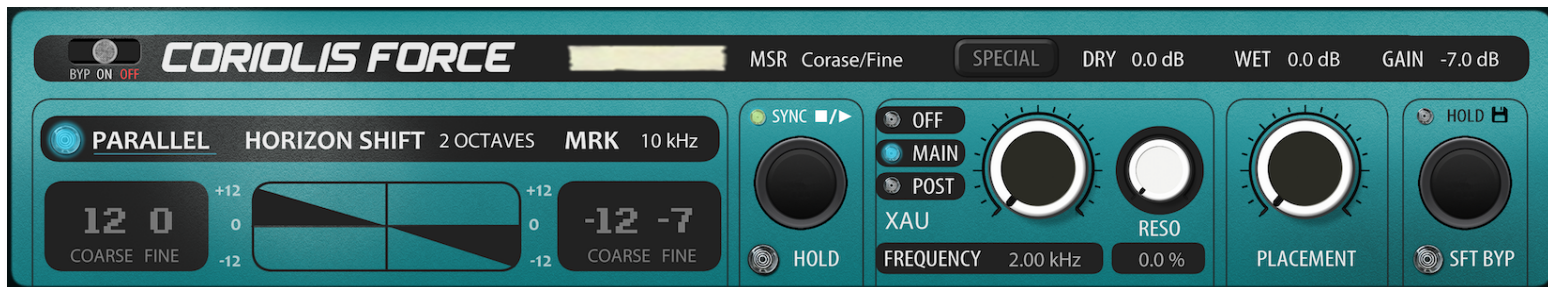 BYP ON OFF
CORIOLIS FORCE
MSR Corase/Fine
SPECIAL
DRY 0.0 dB
WET 0.0 dB
GAIN -7.0 dB
PARALLEL
HORIZON SHIFT 2 OCTAVES
MRK 10 kHz
12 0
COARSE FINE
+12
0
-12
+12
0
-12
-12 -7
COARSE FINE
SYNC ■/▶
HOLD
OFF
MAIN
POST
XAU
FREQUENCY 2.00 kHz
RESO
0.0 %
PLACEMENT
HOLD
SFT BYP